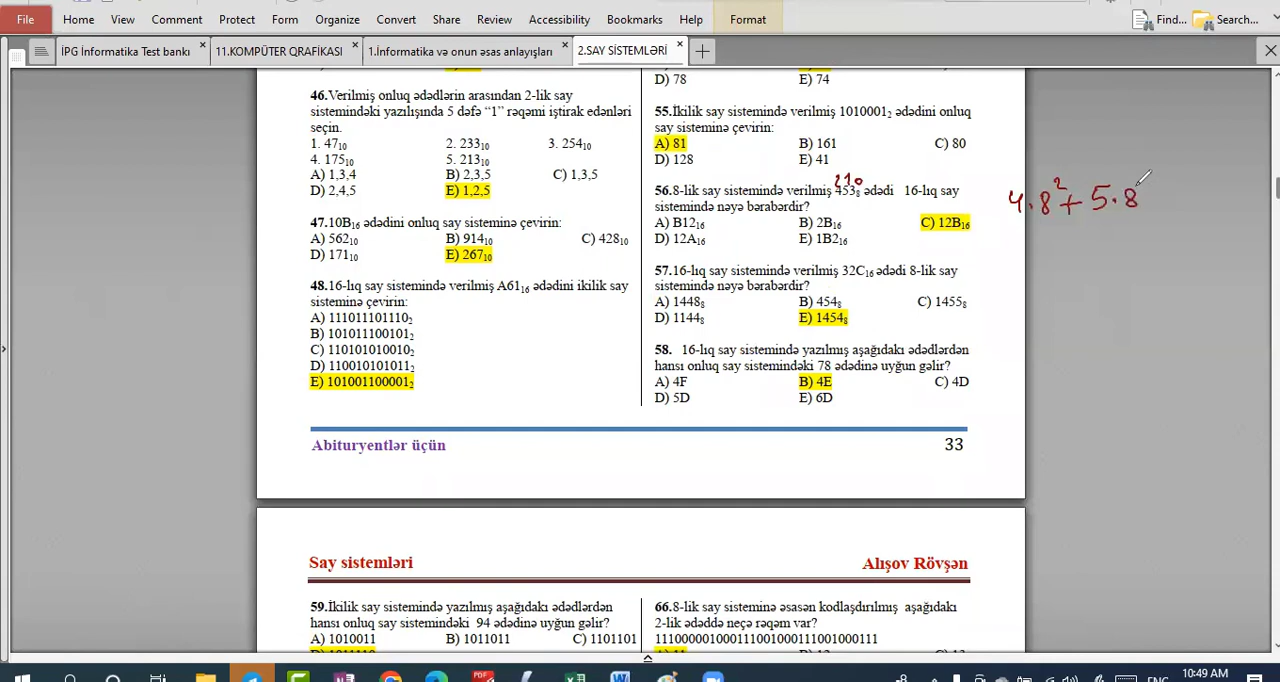 File Home View Comment Protect Form Organize Convert Share Review Accessibility Bookmarks Help Format Find... Search...
İPG İnformatika Test bankı 11.KOMPÜTER QRAFİKASI 1.İnformatika və onun əsas anlayışları 2.SAY SİSTEMLƏRİ
46.Verilmiş onluq ədədlərin arasından 2-lik say
sistemindəki yazılışında 5 dəfə “1” rəqəmi iştirak edənləri
seçin.
1. 47₁₀ 2. 233₁₀ 3. 254₁₀
4. 175₁₀ 5. 213₁₀
A) 1,3,4 B) 2,3,5 C) 1,3,5
D) 2,4,5 E) 1,2,5
47.10B₁₆ ədədini onluq say sisteminə çevirin:
A) 562₁₀ B) 914₁₀ C) 428₁₀
D) 171₁₀ E) 267₁₀
48.16-lıq say sistemində verilmiş A61₁₆ ədədini ikilik say
sisteminə çevirin:
A) 111011101110₂
B) 101011100101₂
C) 110101010010₂
D) 110010101011₂
E) 101001100001₂
D) 78 E) 74
55.İkilik say sistemində verilmiş 1010001₂ ədədini onluq
say sisteminə çevirin:
A) 81 B) 161 C) 80
D) 128 E) 41
210
56.8-lik say sistemində verilmiş 453₈ ədədi 16-lıq say
sistemində nəyə bərabərdir?
A) B12₁₆ B) 2B₁₆ C) 12B₁₆
D) 12A₁₆ E) 1B2₁₆
4.8² + 5.8
57.16-lıq say sistemində verilmiş 32C₁₆ ədədi 8-lik say
sistemində nəyə bərabərdir?
A) 1448₈ B) 454₈ C) 1455₈
D) 1144₈ E) 1454₈
58. 16-lıq say sistemində yazılmış aşağıdakı ədədlərdən
hansı onluq say sistemindəki 78 ədədinə uyğun gəlir?
A) 4F B) 4E C) 4D
D) 5D E) 6D
Abituryentlər üçün 33
Say sistemləri Alışov Rövşən
59.İkilik say sistemində yazılmış aşağıdakı ədədlərdən
hansı onluq say sistemindəki 94 ədədinə uyğun gəlir?
A) 1010011 B) 1011011 C) 1101101
66.8-lik say sisteminə əsasən kodlaşdırılmış aşağıdakı
2-lik ədəddə neçə rəqəm var?
1110000010001110010001110010001​11
10:49 AM